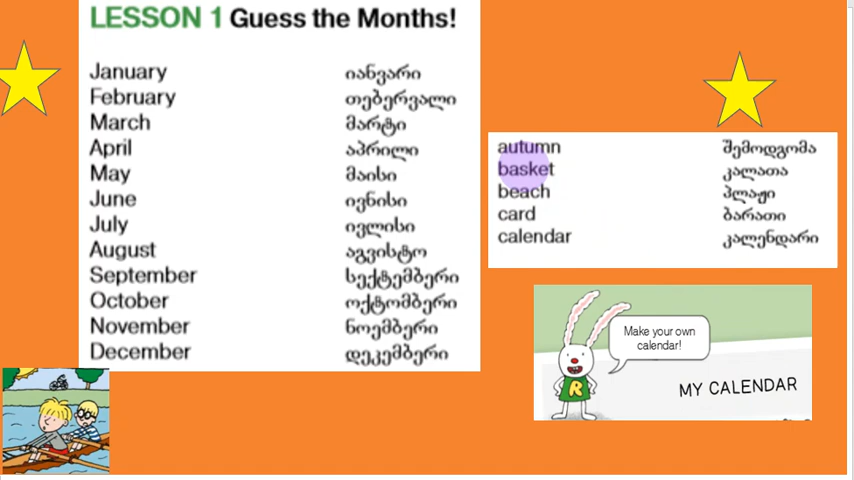 LESSON 1 Guess the Months!
January იანვარი
February თებერვალი
March მარტი
April აპრილი
May მაისი
June ივნისი
July ივლისი
August აგვისტო
September სექტემბერი
October ოქტომბერი
November ნოემბერი
December დეკემბერი
autumn შემოდგომა
basket კალათა
beach პლაჟი
card ბარათი
calendar კალენდარი
Make your own
calendar!
R
MY CALENDAR